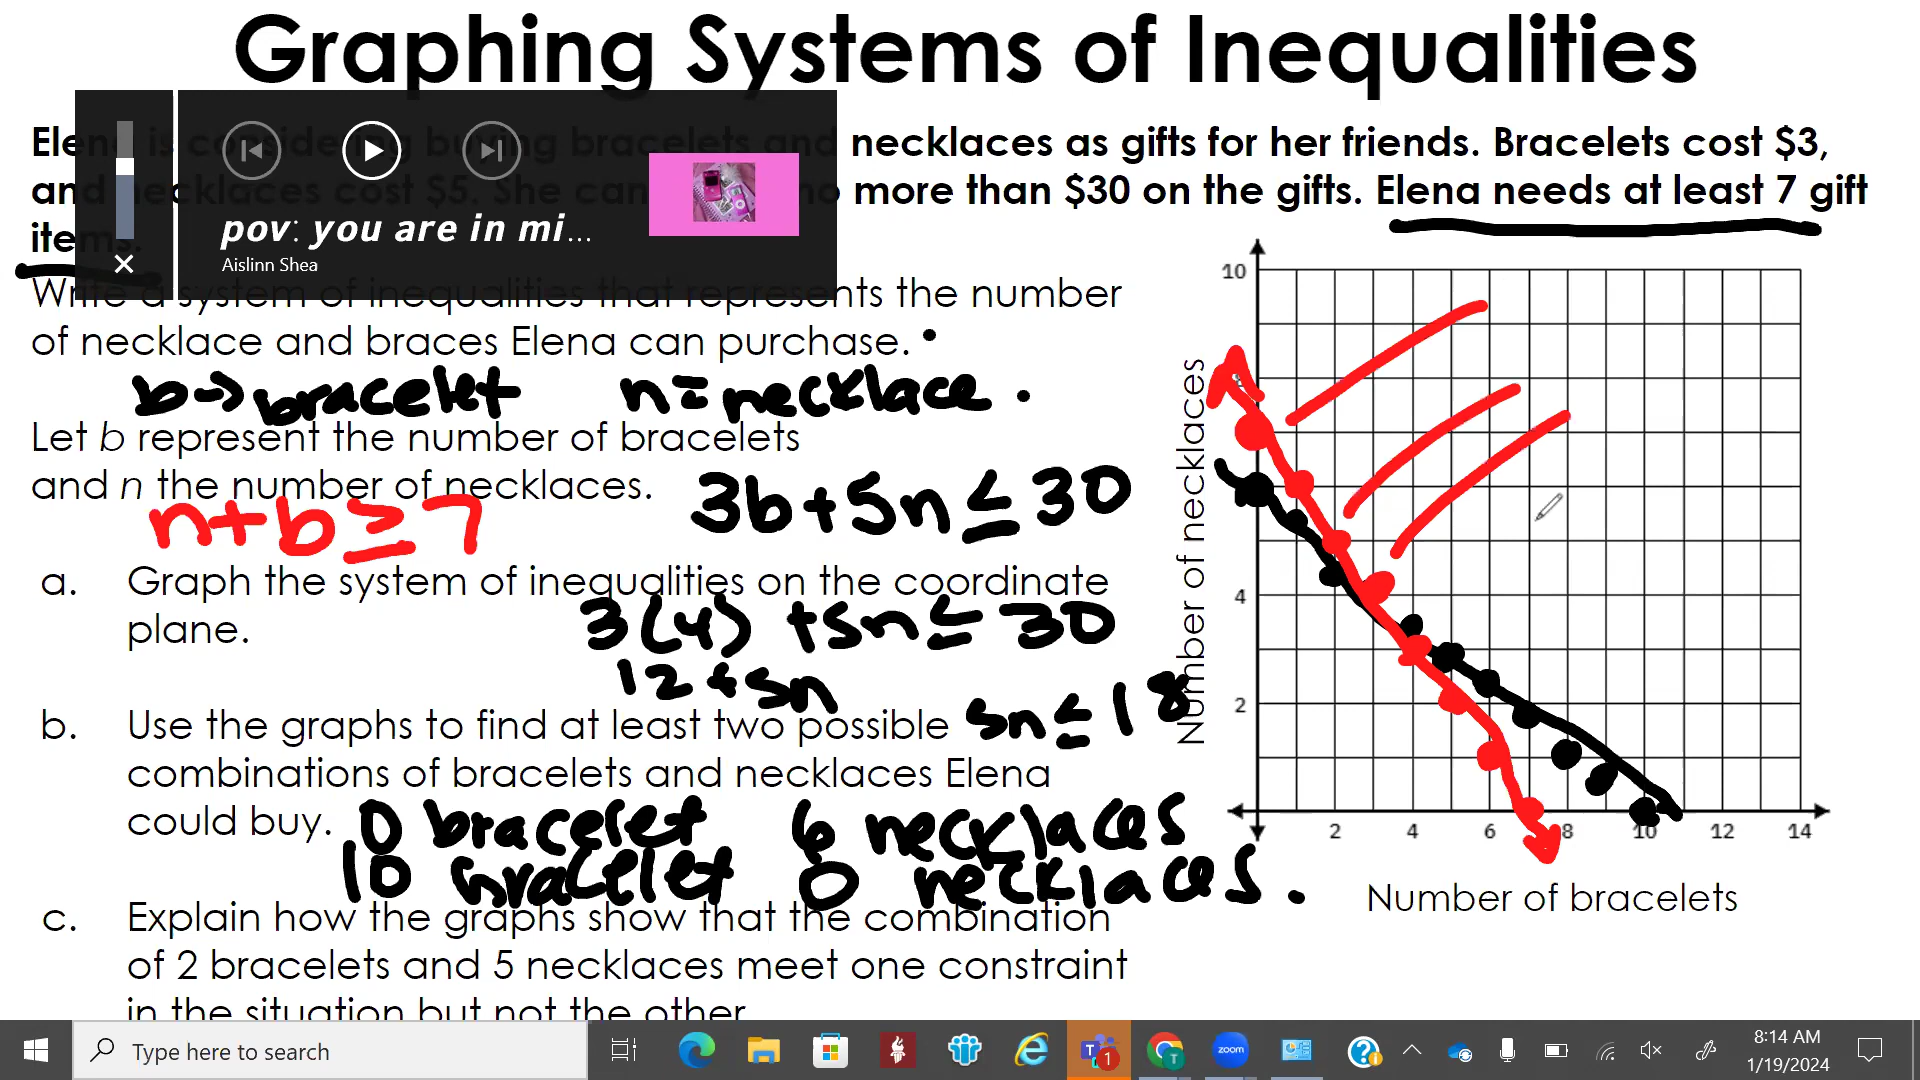 Graphing Systems of Inequalities
Elena is considering buying bracelets and necklaces as gifts for her friends. Bracelets cost $3,
and necklaces cost $5. She can no more than $30 on the gifts. Elena needs at least 7 gift
items.
pov: you are in mi...
Aislinn Shea
Write a system of inequalities that represents the number
of necklace and braces Elena can purchase.
b → bracelet n = necklace
Let b represent the number of bracelets
and n the number of necklaces.
3b+5n≤30
n+b≥7
a. Graph the system of inequalities on the coordinate
plane.
3(4) +5n≤30
12+5n
5n≤18
b. Use the graphs to find at least two possible
combinations of bracelets and necklaces Elena
could buy.
0 bracelet 6 necklaces
10 bracelet 0 necklaces.
c. Explain how the graphs show that the combination
of 2 bracelets and 5 necklaces meet one constraint
in the situation but not the other
Number of necklaces
10
8
4
2
2 4 6 8 10 12 14
Number of bracelets
Type here to search
T 1
T
zoom
8:14 AM
1/19/2024